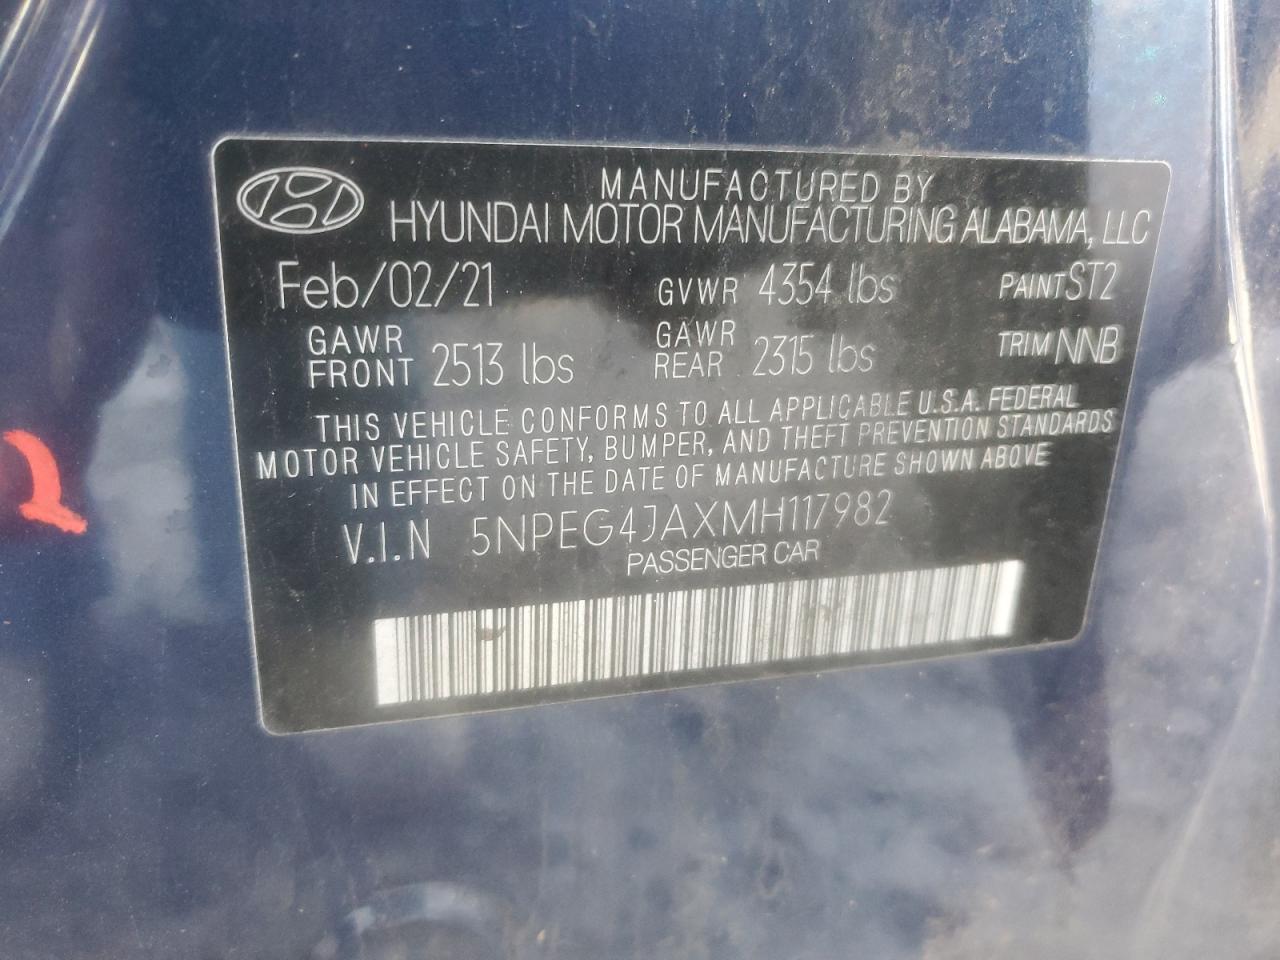 MANUFACTURED BY
HYUNDAI MOTOR MANUFACTURING ALABAMA, LLC
Feb/02/21 GVWR 4354 lbs PAINT ST2
GAWR FRONT 2513 lbs GAWR REAR 2315 lbs TRIM NNB
THIS VEHICLE CONFORMS TO ALL APPLICABLE U.S.A. FEDERAL
MOTOR VEHICLE SAFETY, BUMPER, AND THEFT PREVENTION STANDARDS
IN EFFECT ON THE DATE OF MANUFACTURE SHOWN ABOVE
V.I.N 5NPEG4JAXMH117982
PASSENGER CAR
2